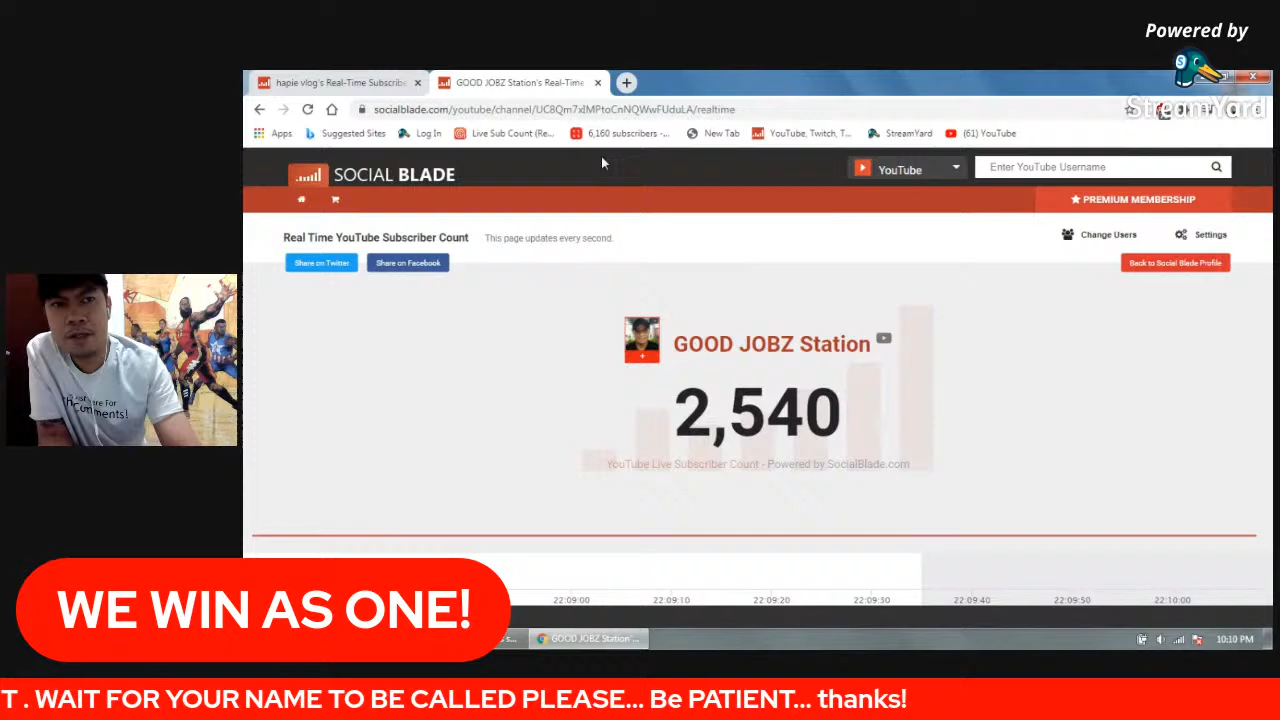 Powered by
StreamYard
hapie vlog's Real-Time Subscribe
GOOD JOBZ Station's Real-Time
socialblade.com/youtube/channel/UC8Qm7xIMPtoCnNQWwFUduLA/realtime
Apps
Suggested Sites
Log In
Live Sub Count (Re...
6,160 subscribers -...
New Tab
YouTube, Twitch, T...
StreamYard
(61) YouTube
SOCIAL BLADE
YouTube
Enter YouTube Username
PREMIUM MEMBERSHIP
Real Time YouTube Subscriber Count
This page updates every second.
Change Users
Settings
Share on Twitter
Share on Facebook
Back to Social Blade Profile
GOOD JOBZ Station
2,540
YouTube Live Subscriber Count - Powered by SocialBlade.com
22:09:00 22:09:10 22:09:20 22:09:30 22:09:40 22:09:50 22:10:00
WE WIN AS ONE!
GOOD JOBZ Station ...
10:10 PM
T . WAIT FOR YOUR NAME TO BE CALLED PLEASE... Be PATIENT... thanks!